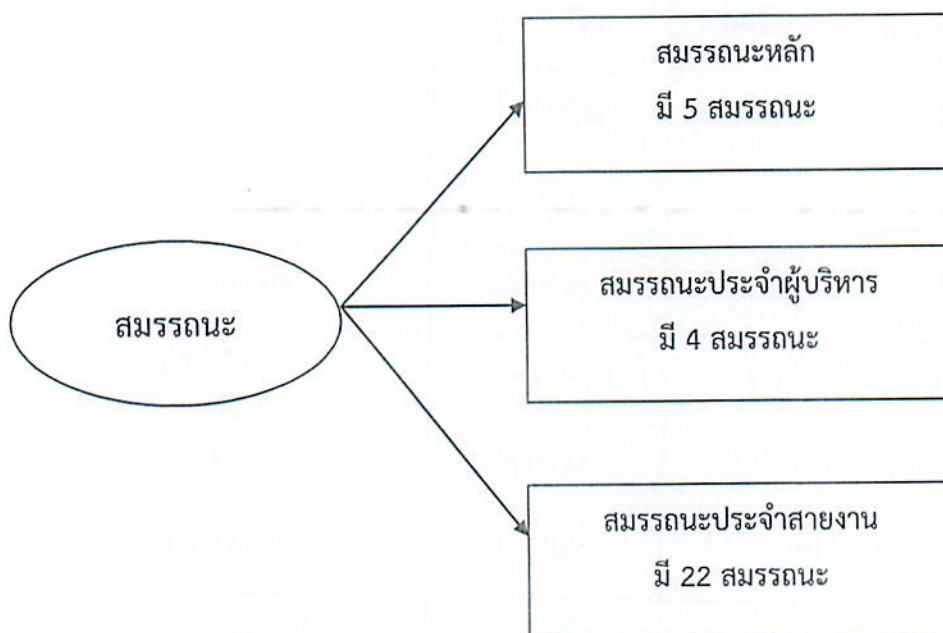 สมรรถนะหลัก
มี 5 สมรรถนะ
สมรรถนะ
สมรรถนะประจำผู้บริหาร
มี 4 สมรรถนะ
สมรรถนะประจำสายงาน
มี 22 สมรรถนะ